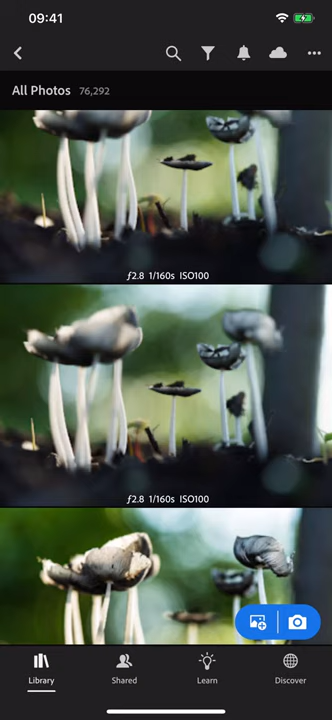 09:41
All Photos 76,292
ƒ2.8 1/160s ISO100
ƒ2.8 1/160s ISO100
Library Shared Learn Discover